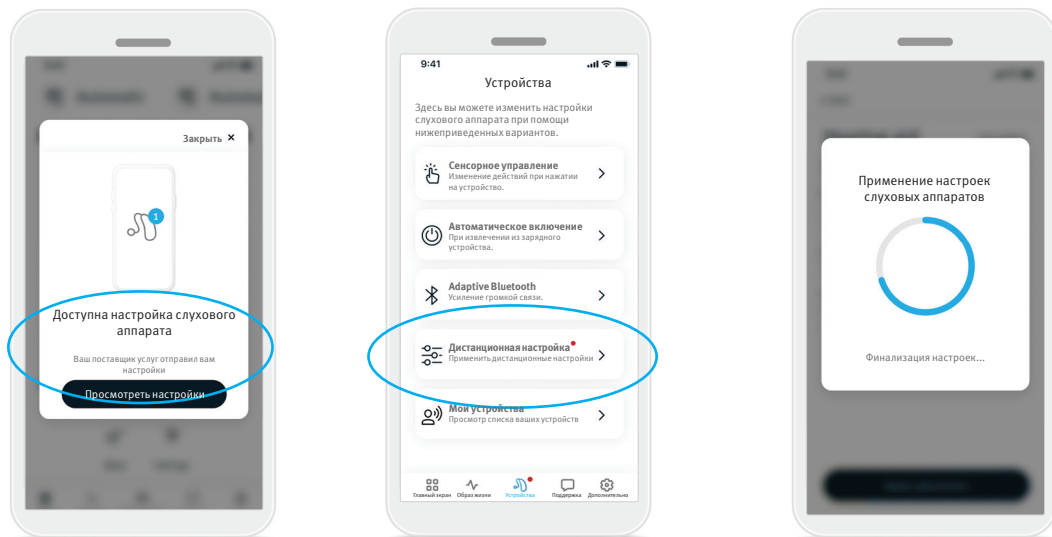 Закрыть ×
1
Доступна настройка слухового
аппарата
Ваш поставщик услуг отправил вам
настройки
Просмотреть настройки
9:41
Устройства
Здесь вы можете изменить настройки
слухового аппарата при помощи
нижеприведенных вариантов.
Сенсорное управление
Изменение действий при нажатии
на устройство.
Автоматическое включение
При извлечении из зарядного
устройства.
Adaptive Bluetooth
Усиление громкой связи.
Дистанционная настройка
Применить дистанционные настройки
Мои устройства
Просмотр списка ваших устройств
Главный экран Образ жизни Устройства Поддержка Дополнительно
Применение настроек
слуховых аппаратов
Финализация настроек...